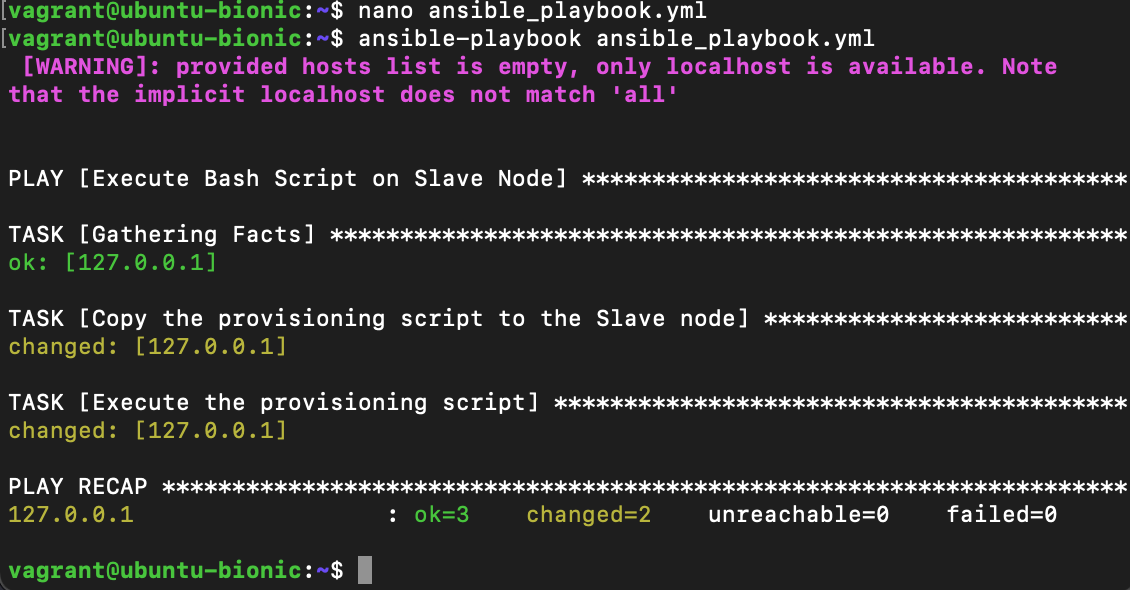 [vagrant@ubuntu-bionic:~$ nano ansible_playbook.yml
[vagrant@ubuntu-bionic:~$ ansible-playbook ansible_playbook.yml
 [WARNING]: provided hosts list is empty, only localhost is available. Note
that the implicit localhost does not match 'all'
PLAY [Execute Bash Script on Slave Node] ***************************************
TASK [Gathering Facts] *********************************************************
ok: [127.0.0.1]
TASK [Copy the provisioning script to the Slave node] **************************
changed: [127.0.0.1]
TASK [Execute the provisioning script] *****************************************
changed: [127.0.0.1]
PLAY RECAP *********************************************************************
127.0.0.1                  : ok=3    changed=2    unreachable=0    failed=0
vagrant@ubuntu-bionic:~$